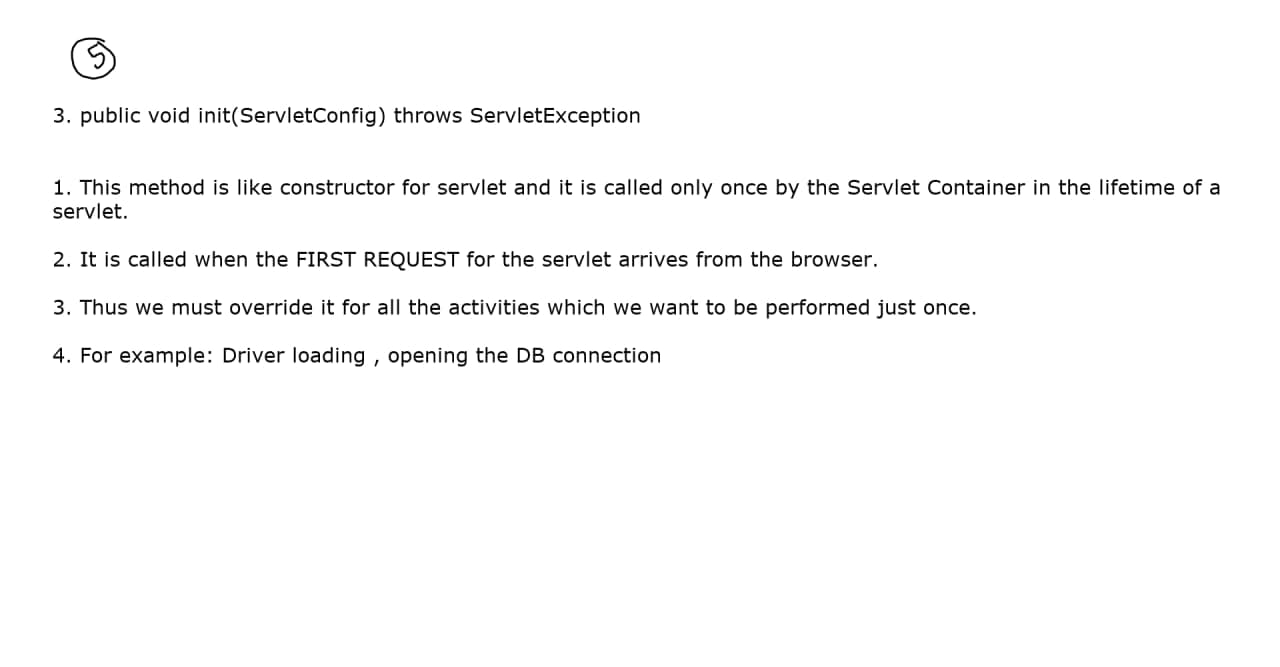 5
3. public void init(ServletConfig) throws ServletException
1. This method is like constructor for servlet and it is called only once by the Servlet Container in the lifetime of a
servlet.
2. It is called when the FIRST REQUEST for the servlet arrives from the browser.
3. Thus we must override it for all the activities which we want to be performed just once.
4. For example: Driver loading , opening the DB connection